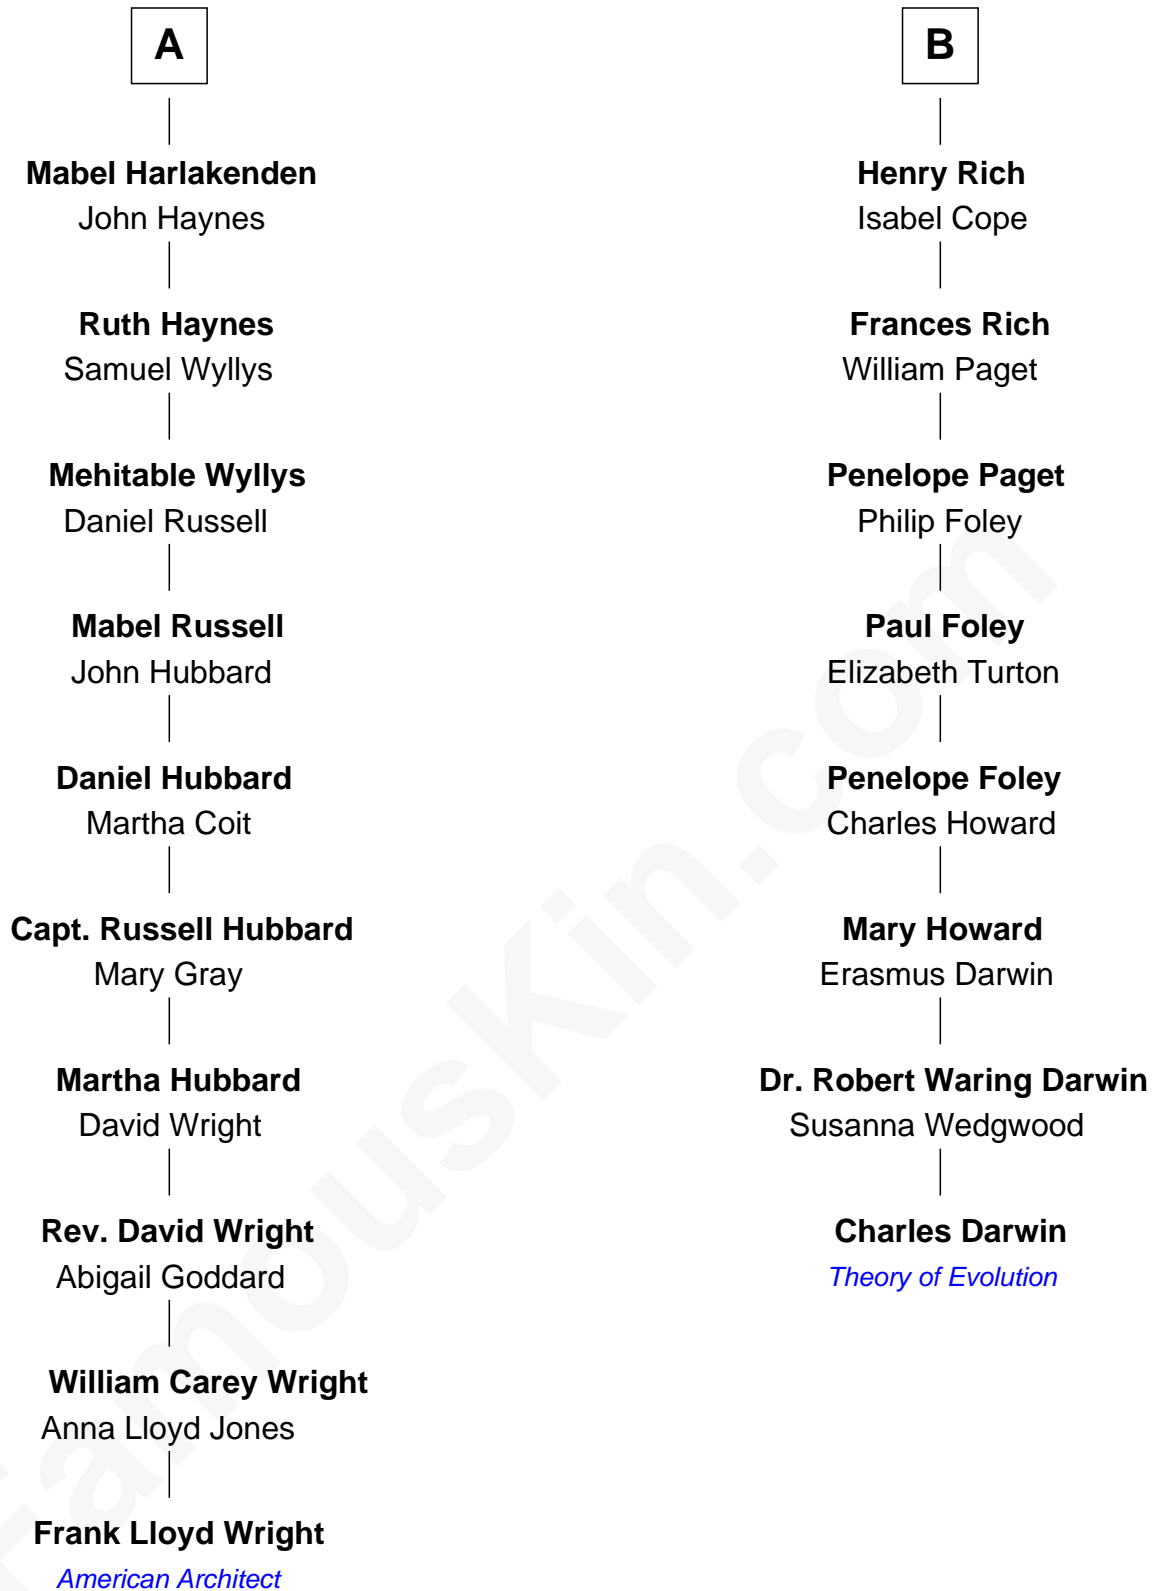 A
Mabel Harlakenden
John Haynes
Ruth Haynes
Samuel Wyllys
Mehitable Wyllys
Daniel Russell
Mabel Russell
John Hubbard
Daniel Hubbard
Martha Coit
Capt. Russell Hubbard
Mary Gray
Martha Hubbard
David Wright
Rev. David Wright
Abigail Goddard
William Carey Wright
Anna Lloyd Jones
Frank Lloyd Wright
American Architect
B
Henry Rich
Isabel Cope
Frances Rich
William Paget
Penelope Paget
Philip Foley
Paul Foley
Elizabeth Turton
Penelope Foley
Charles Howard
Mary Howard
Erasmus Darwin
Dr. Robert Waring Darwin
Susanna Wedgwood
Charles Darwin
Theory of Evolution
FamousKin.com